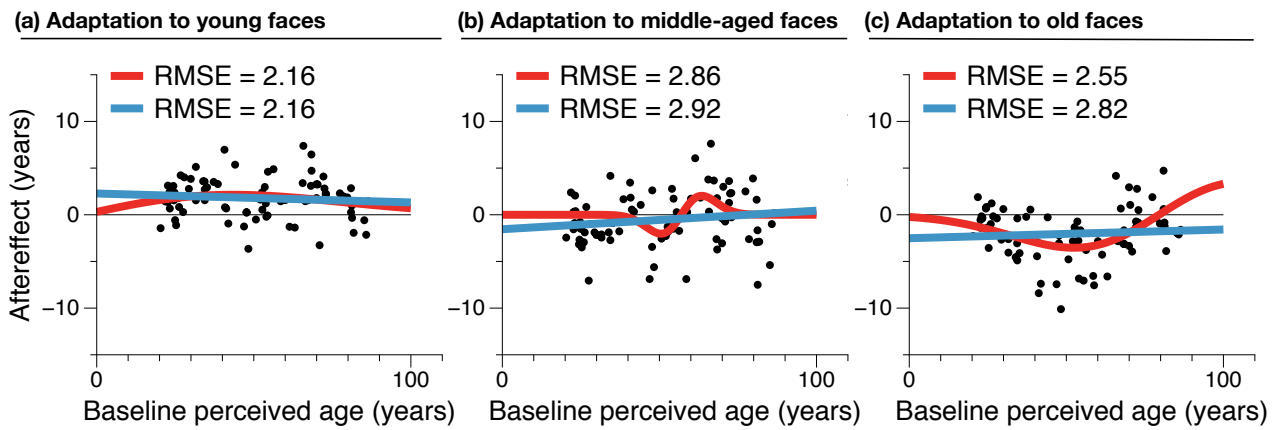 (a) Adaptation to young faces
RMSE = 2.16
RMSE = 2.16
10
0
−10
0
100
Aftereffect (years)
Baseline perceived age (years)
(b) Adaptation to middle-aged faces
RMSE = 2.86
RMSE = 2.92
10
0
−10
0
100
Baseline perceived age (years)
(c) Adaptation to old faces
RMSE = 2.55
RMSE = 2.82
10
0
−10
0
100
Baseline perceived age (years)